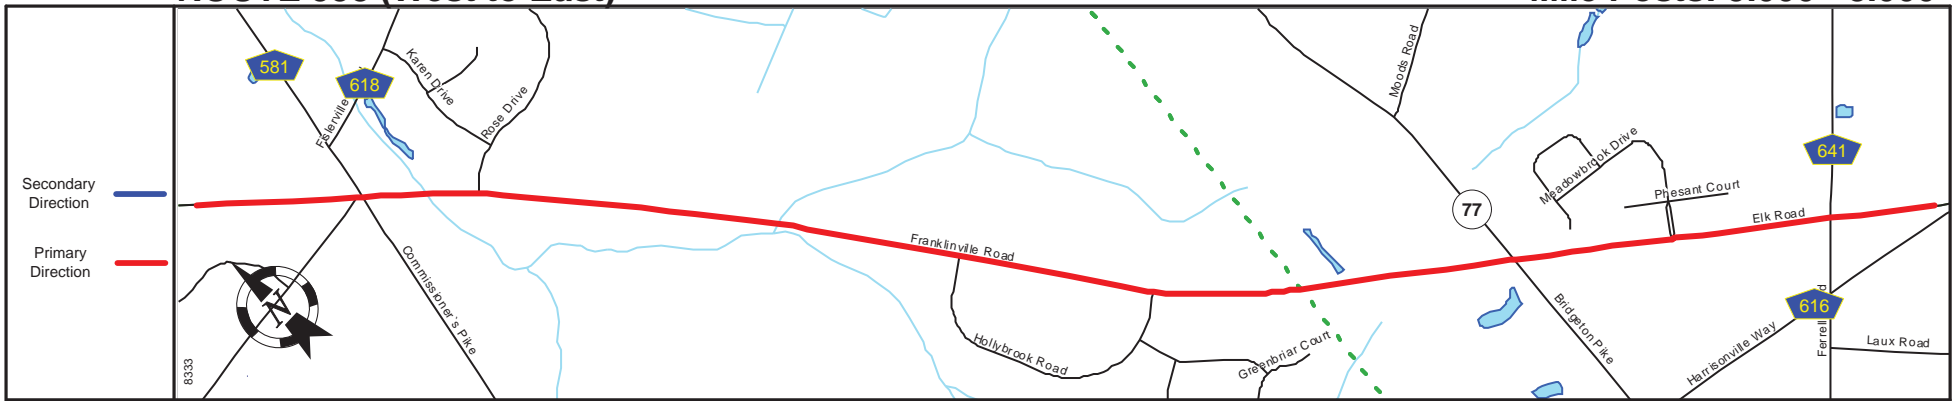 581
618
Karen Drive
Rose Drive
Moods Road
641
Meadowbrook Drive
Phesant Court
Secondary
Direction
77
Elk Road
Primary
Direction
Franklinville Road
Commissioner's Pike
N
Bridgeton Pike
616
Hollybrook Road
Greenbriar Court
Harrisonville Way
Laux Road
8333